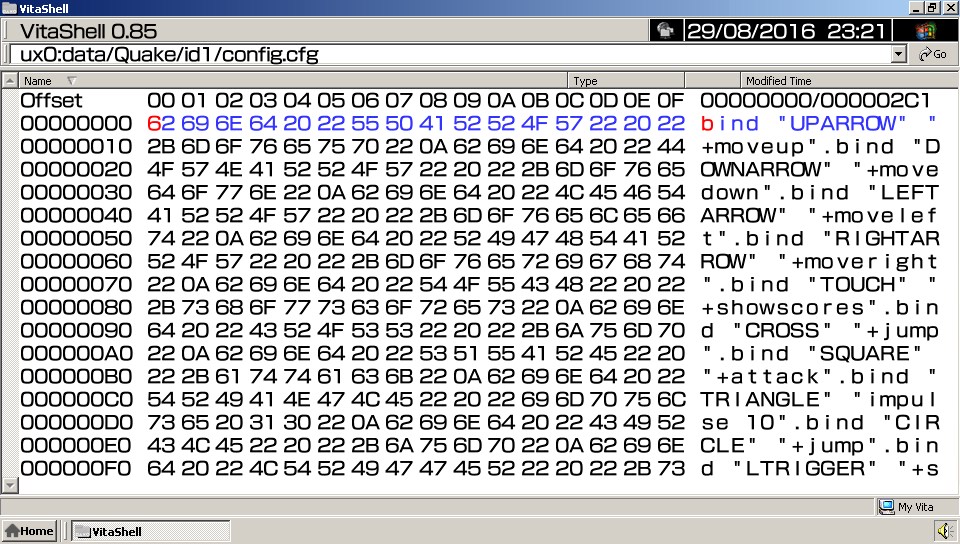 VitaShell
VitaShell 0.85
29/08/2016 23:21
ux0:data/Quake/id1/config.cfg
Go
Name Type Modified Time
Offset 00 01 02 03 04 05 06 07 08 09 0A 0B 0C 0D 0E 0F 00000000/000002C1
00000000 62 69 6E 64 20 22 55 50 41 52 52 4F 57 22 20 22 bind "UPARROW" "
00000010 2B 6D 6F 76 65 75 70 22 0A 62 69 6E 64 20 22 44 +moveup".bind "D
00000020 4F 57 4E 41 52 52 4F 57 22 20 22 2B 6D 6F 76 65 OWNARROW" "+move
00000030 64 6F 77 6E 22 0A 62 69 6E 64 20 22 4C 45 46 54 down".bind "LEFT
00000040 41 52 52 4F 57 22 20 22 2B 6D 6F 76 65 6C 65 66 ARROW" "+movelef
00000050 74 22 0A 62 69 6E 64 20 22 52 49 47 48 54 41 52 t".bind "RIGHTAR
00000060 52 4F 57 22 20 22 2B 6D 6F 76 65 72 69 67 68 74 ROW" "+moveright
00000070 22 0A 62 69 6E 64 20 22 54 4F 55 43 48 22 20 22 ".bind "TOUCH" "
00000080 2B 73 68 6F 77 73 63 6F 72 65 73 22 0A 62 69 6E +showscores".bin
00000090 64 20 22 43 52 4F 53 53 22 20 22 2B 6A 75 6D 70 d "CROSS" "+jump
000000A0 22 0A 62 69 6E 64 20 22 53 51 55 41 52 45 22 20 ".bind "SQUARE"
000000B0 22 2B 61 74 74 61 63 6B 22 0A 62 69 6E 64 20 22 "+attack".bind "
000000C0 54 52 49 41 4E 47 4C 45 22 20 22 69 6D 70 75 6C TRIANGLE" "impul
000000D0 73 65 20 31 30 22 0A 62 69 6E 64 20 22 43 49 52 se 10".bind "CIR
000000E0 43 4C 45 22 20 22 2B 6A 75 6D 70 22 0A 62 69 6E CLE" "+jump".bin
000000F0 64 20 22 4C 54 52 49 47 47 45 52 22 20 22 2B 73 d "LTRIGGER" "+s
My Vita
Home VitaShell